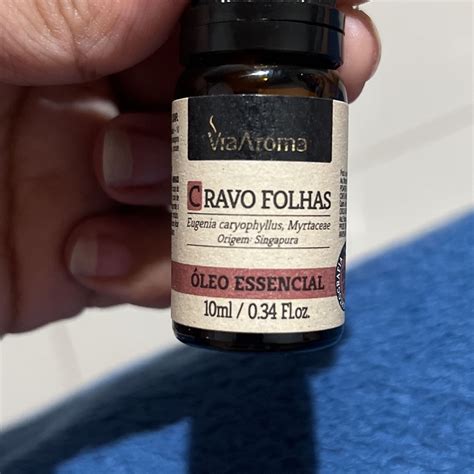 ViaAroma
CRAVO FOLHAS
Eugenia caryophyllus, Myrtaceae
Origem: Singapura
ÓLEO ESSENCIAL
10ml / 0.34 Fl.oz.